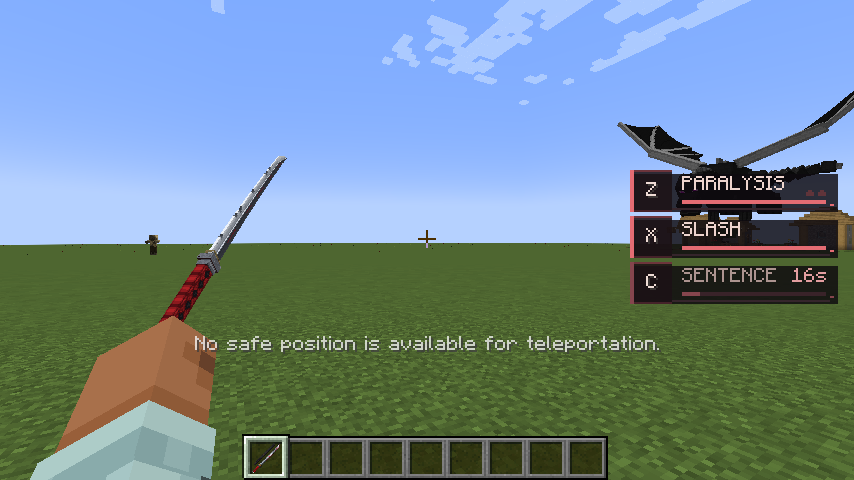 Z PARALYSIS
X SLASH
C SENTENCE 16s
No safe position is available for teleportation.